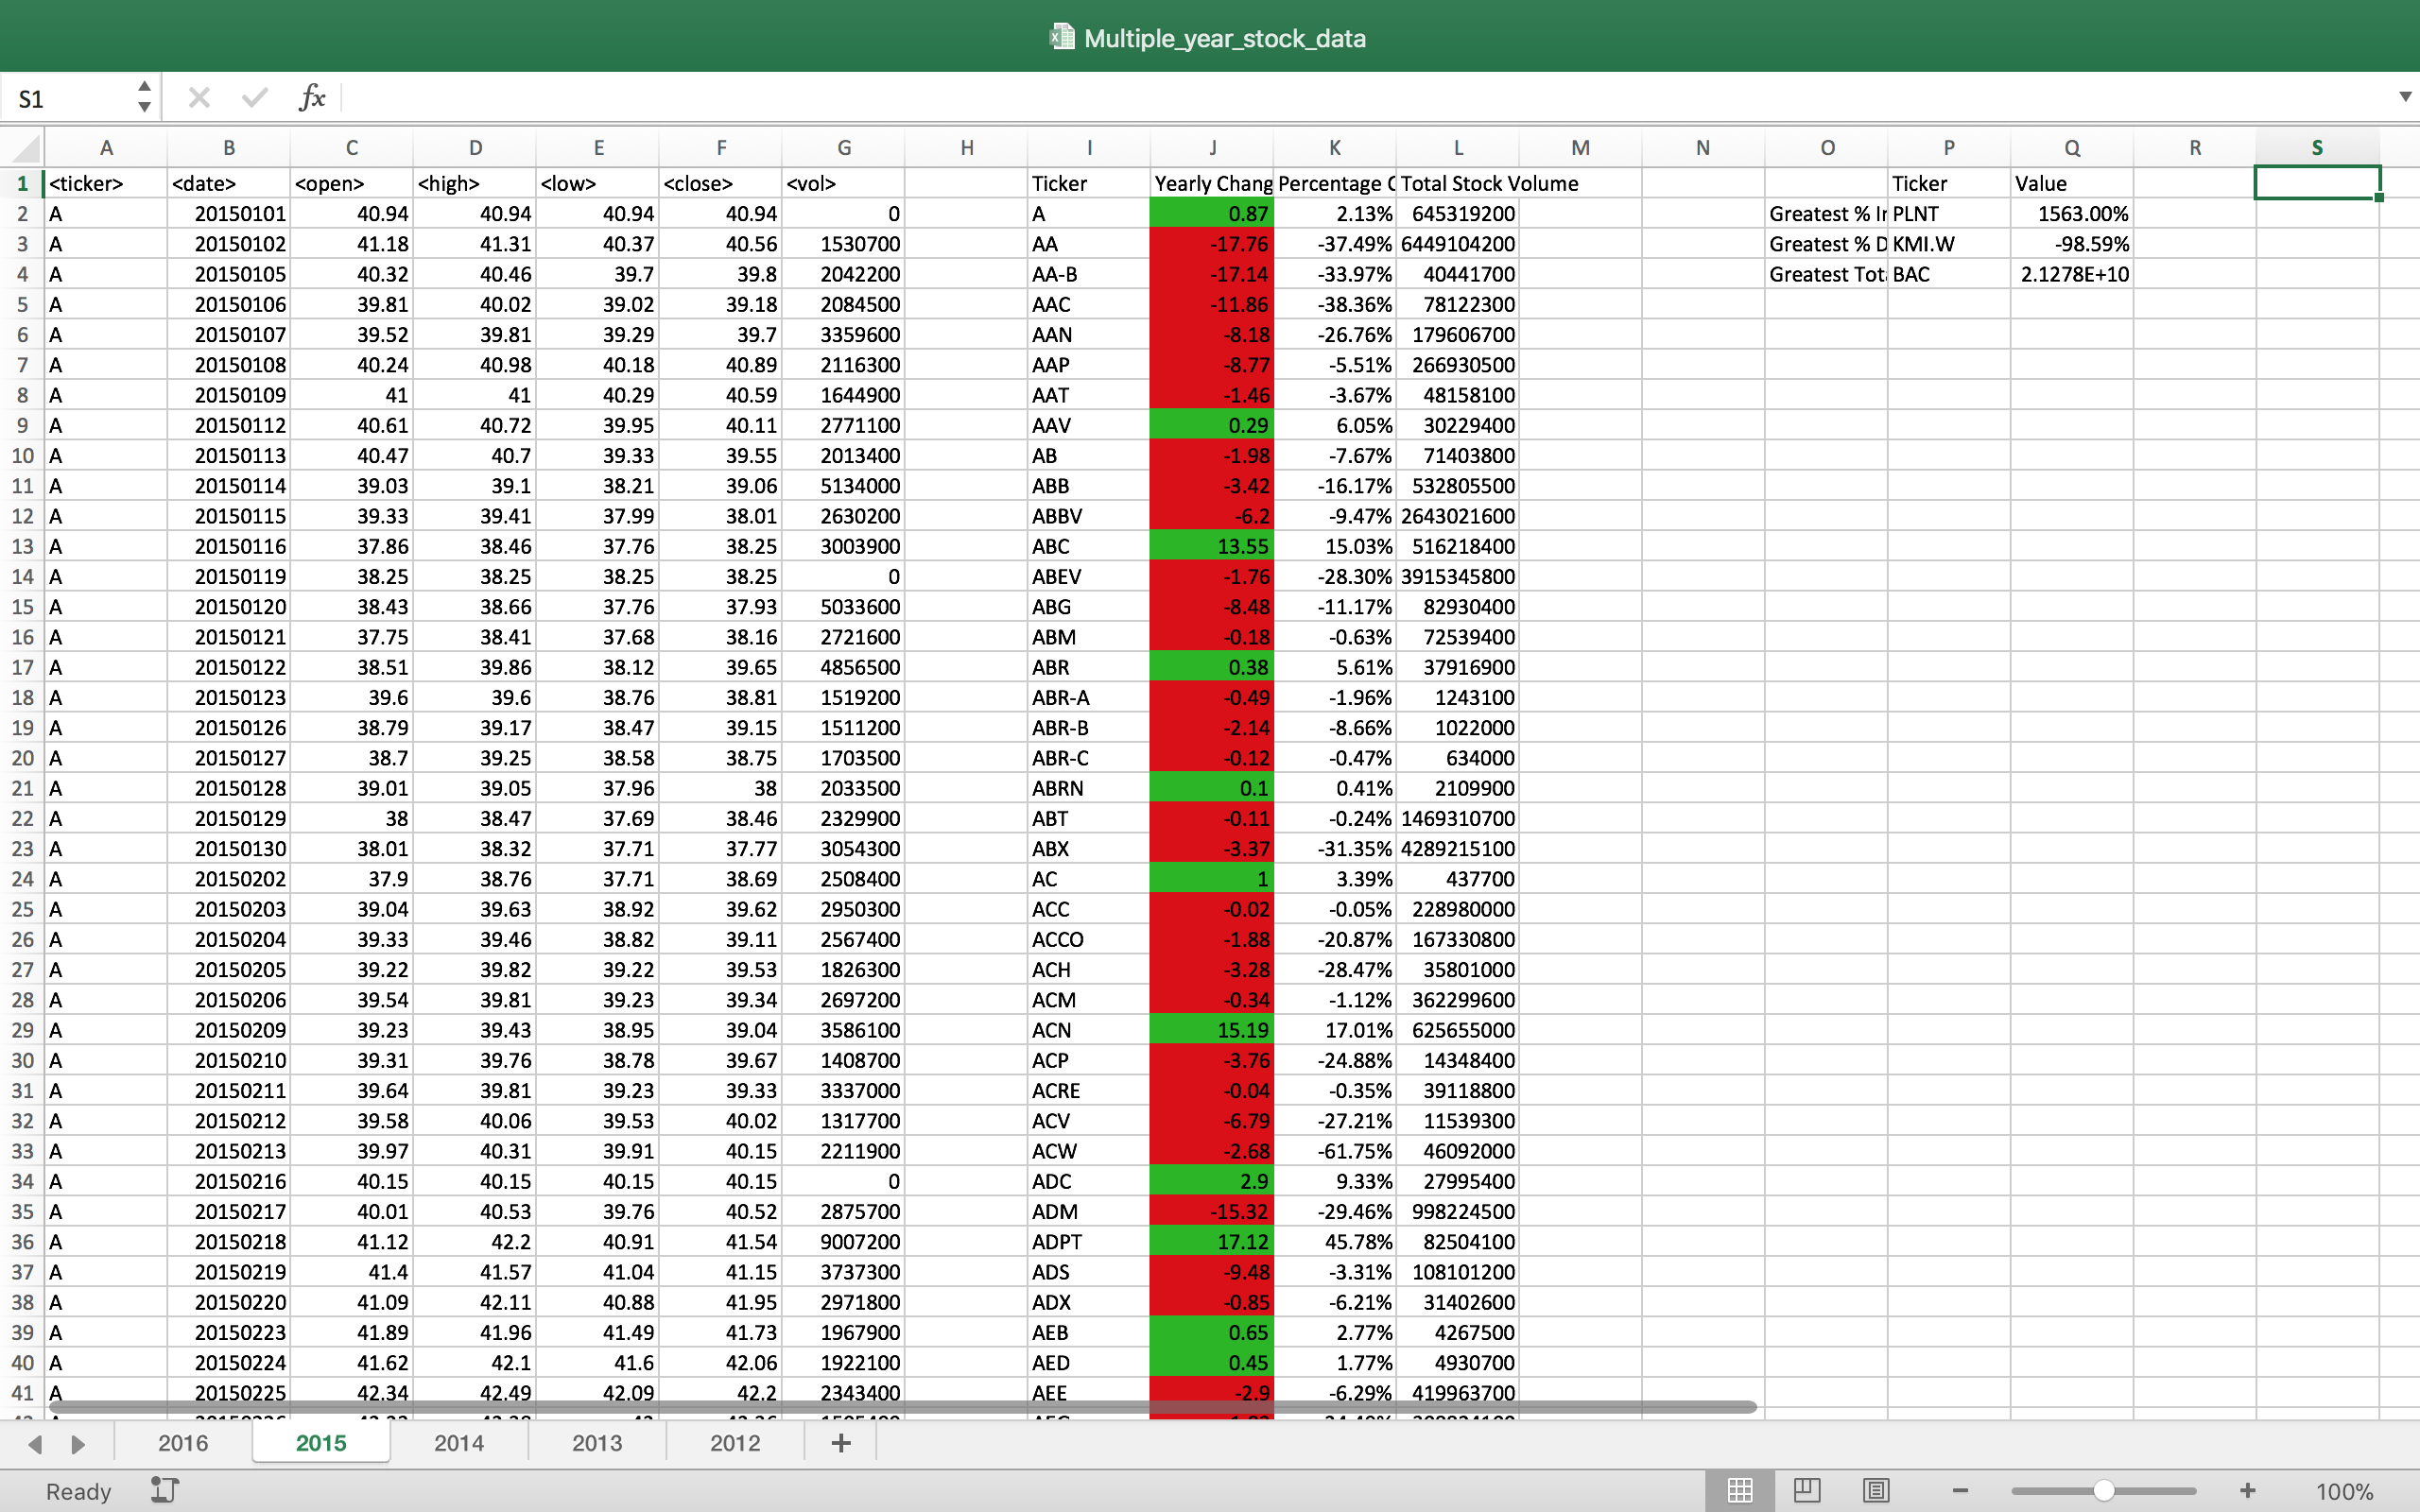 Multiple_year_stock_data
S1 fx
A B C D E F G H I J K L M N O P Q R S
1 <ticker> <date> <open> <high> <low> <close> <vol> Ticker Yearly Chang Percentage C Total Stock Volume Ticker Value
2 A 20150101 40.94 40.94 40.94 40.94 0 A 0.87 2.13% 645319200 Greatest % Ir PLNT 1563.00%
3 A 20150102 41.18 41.31 40.37 40.56 1530700 AA -17.76 -37.49% 6449104200 Greatest % D KMI.W -98.59%
4 A 20150105 40.32 40.46 39.7 39.8 2042200 AA-B -17.14 -33.97% 40441700 Greatest Tot BAC 2.1278E+10
5 A 20150106 39.81 40.02 39.02 39.18 2084500 AAC -11.86 -38.36% 78122300
6 A 20150107 39.52 39.81 39.29 39.7 3359600 AAN -8.18 -26.76% 179606700
7 A 20150108 40.24 40.98 40.18 40.89 2116300 AAP -8.77 -5.51% 266930500
8 A 20150109 41 41 40.29 40.59 1644900 AAT -1.46 -3.67% 48158100
9 A 20150112 40.61 40.72 39.95 40.11 2771100 AAV 0.29 6.05% 30229400
10 A 20150113 40.47 40.7 39.33 39.55 2013400 AB -1.98 -7.67% 71403800
11 A 20150114 39.03 39.1 38.21 39.06 5134000 ABB -3.42 -16.17% 532805500
12 A 20150115 39.33 39.41 37.99 38.01 2630200 ABBV -6.2 -9.47% 2643021600
13 A 20150116 37.86 38.46 37.76 38.25 3003900 ABC 13.55 15.03% 516218400
14 A 20150119 38.25 38.25 38.25 38.25 0 ABEV -1.76 -28.30% 3915345800
15 A 20150120 38.43 38.66 37.76 37.93 5033600 ABG -8.48 -11.17% 82930400
16 A 20150121 37.75 38.41 37.68 38.16 2721600 ABM -0.18 -0.63% 72539400
17 A 20150122 38.51 39.86 38.12 39.65 4856500 ABR 0.38 5.61% 37916900
18 A 20150123 39.6 39.6 38.76 38.81 1519200 ABR-A -0.49 -1.96% 1243100
19 A 20150126 38.79 39.17 38.47 39.15 1511200 ABR-B -2.14 -8.66% 1022000
20 A 20150127 38.7 39.25 38.58 38.75 1703500 ABR-C -0.12 -0.47% 634000
21 A 20150128 39.01 39.05 37.96 38 2033500 ABRN 0.1 0.41% 2109900
22 A 20150129 38 38.47 37.69 38.46 2329900 ABT -0.11 -0.24% 1469310700
23 A 20150130 38.01 38.32 37.71 37.77 3054300 ABX -3.37 -31.35% 4289215100
24 A 20150202 37.9 38.76 37.71 38.69 2508400 AC 1 3.39% 437700
25 A 20150203 39.04 39.63 38.92 39.62 2950300 ACC -0.02 -0.05% 228980000
26 A 20150204 39.33 39.46 38.82 39.11 2567400 ACCO -1.88 -20.87% 167330800
27 A 20150205 39.22 39.82 39.22 39.53 1826300 ACH -3.28 -28.47% 35801000
28 A 20150206 39.54 39.81 39.23 39.34 2697200 ACM -0.34 -1.12% 362299600
29 A 20150209 39.23 39.43 38.95 39.04 3586100 ACN 15.19 17.01% 625655000
30 A 20150210 39.31 39.76 38.78 39.67 1408700 ACP -3.76 -24.88% 14348400
31 A 20150211 39.64 39.81 39.23 39.33 3337000 ACRE -0.04 -0.35% 39118800
32 A 20150212 39.58 40.06 39.53 40.02 1317700 ACV -6.79 -27.21% 11539300
33 A 20150213 39.97 40.31 39.91 40.15 2211900 ACW -2.68 -61.75% 46092000
34 A 20150216 40.15 40.15 40.15 40.15 0 ADC 2.9 9.33% 27995400
35 A 20150217 40.01 40.53 39.76 40.52 2875700 ADM -15.32 -29.46% 998224500
36 A 20150218 41.12 42.2 40.91 41.54 9007200 ADPT 17.12 45.78% 82504100
37 A 20150219 41.4 41.57 41.04 41.15 3737300 ADS -9.48 -3.31% 108101200
38 A 20150220 41.09 42.11 40.88 41.95 2971800 ADX -0.85 -6.21% 31402600
39 A 20150223 41.89 41.96 41.49 41.73 1967900 AEB 0.65 2.77% 4267500
40 A 20150224 41.62 42.1 41.6 42.06 1922100 AED 0.45 1.77% 4930700
41 A 20150225 42.34 42.49 42.09 42.2 2343400 AEE -2.9 -6.29% 419963700
2016 2015 2014 2013 2012 +
Ready 100%